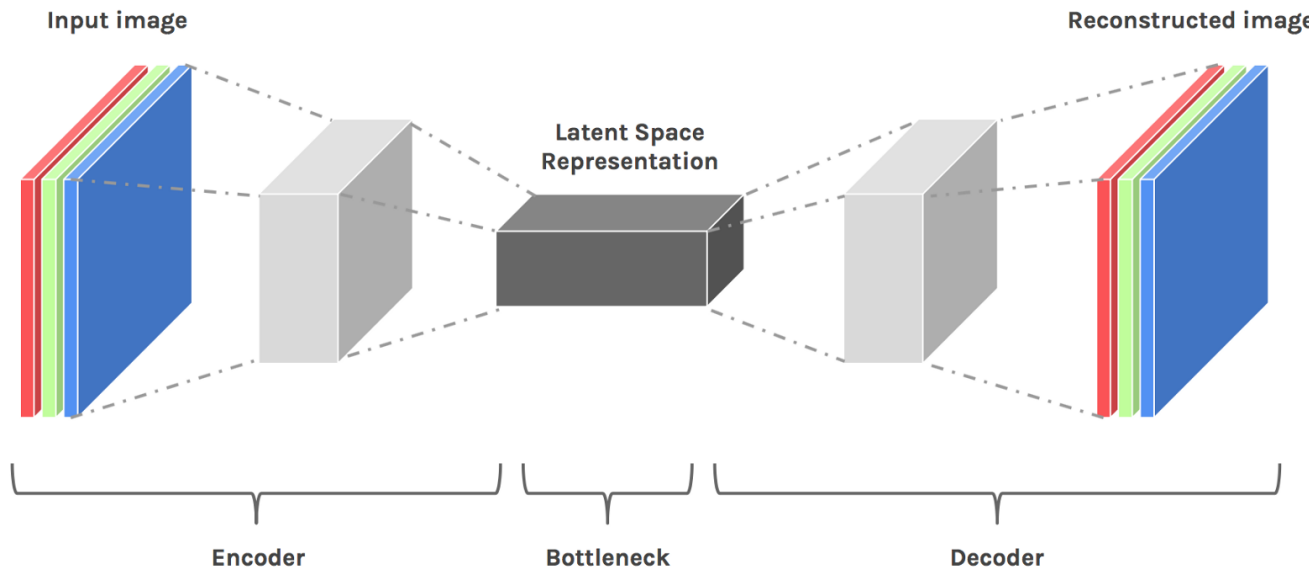 Input image
Reconstructed image
Latent Space
Representation
Encoder
Bottleneck
Decoder